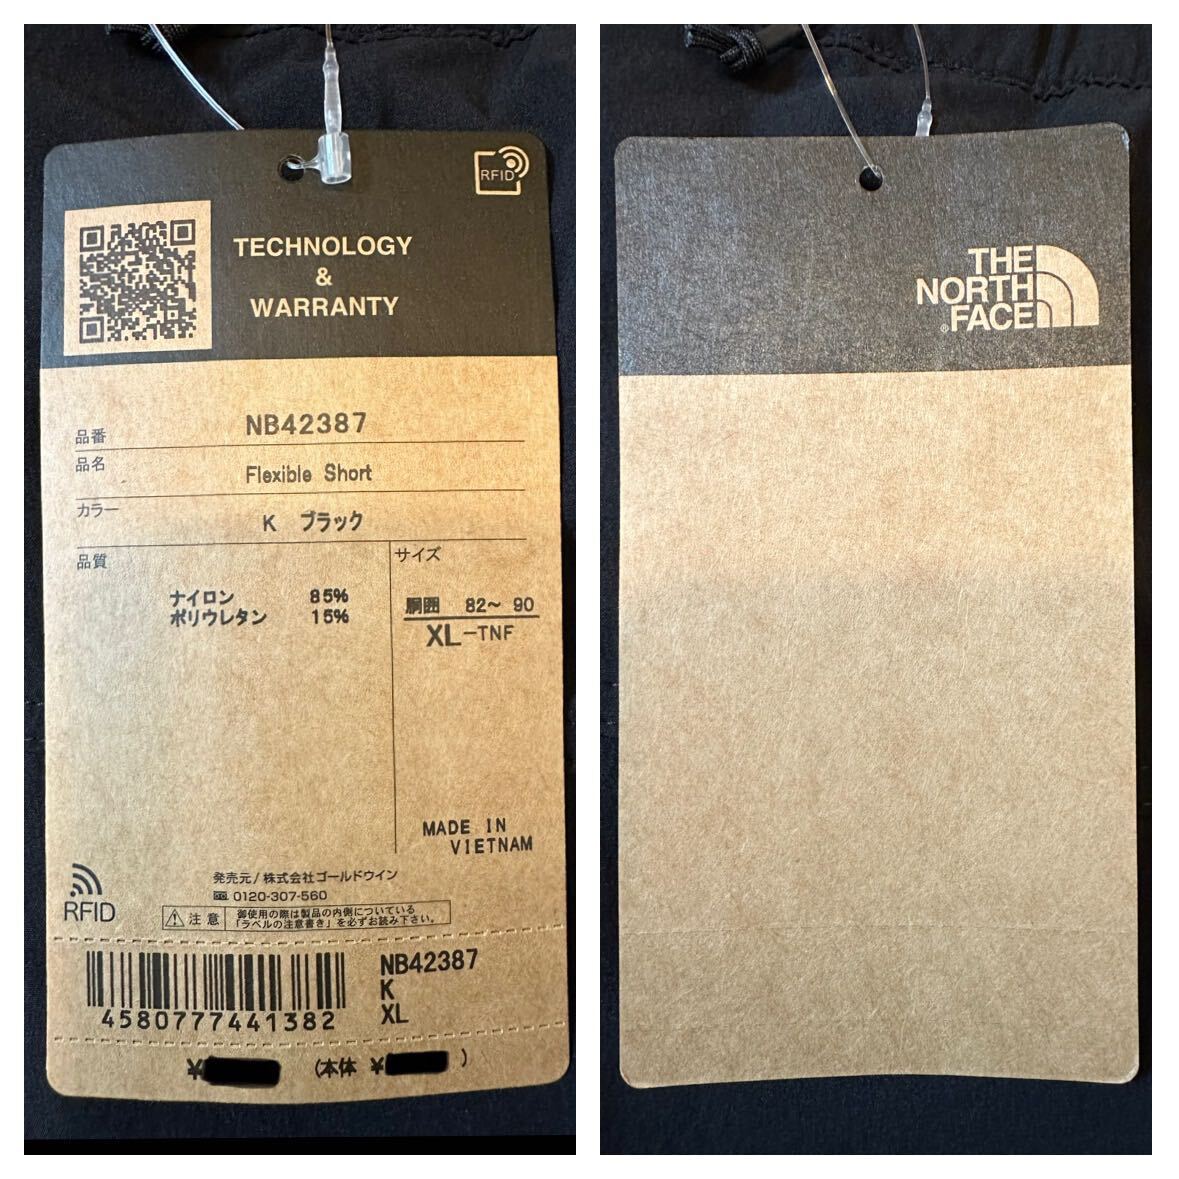 RFID
TECHNOLOGY
&
WARRANTY
品番 NB42387
品名 Flexible Short
カラー K ブラック
品質
ナイロン 85%
ポリウレタン 15%
サイズ
胴囲 82～90
XL-TNF
MADE IN
VIETNAM
RFID
発売元/株式会社ゴールドウイン
0120-307-560
注意
御使用の際は製品の内側についている
「ラベルの注意書き」を必ずお読み下さい。
4580777441382
NB42387
K
XL
¥ (本体 ¥ )
THE
NORTH
®FACE